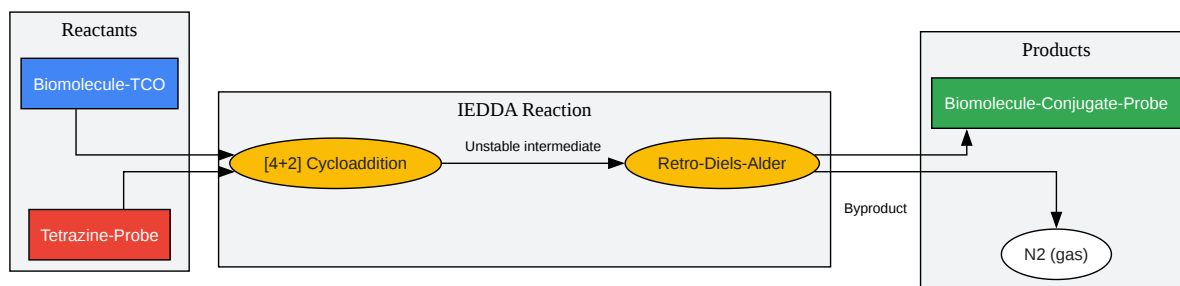 Reactants
Biomolecule-TCO
Tetrazine-Probe
IEDDA Reaction
[4+2] Cycloaddition
Unstable intermediate
Retro-Diels-Alder
Byproduct
Products
Biomolecule-Conjugate-Probe
N2 (gas)